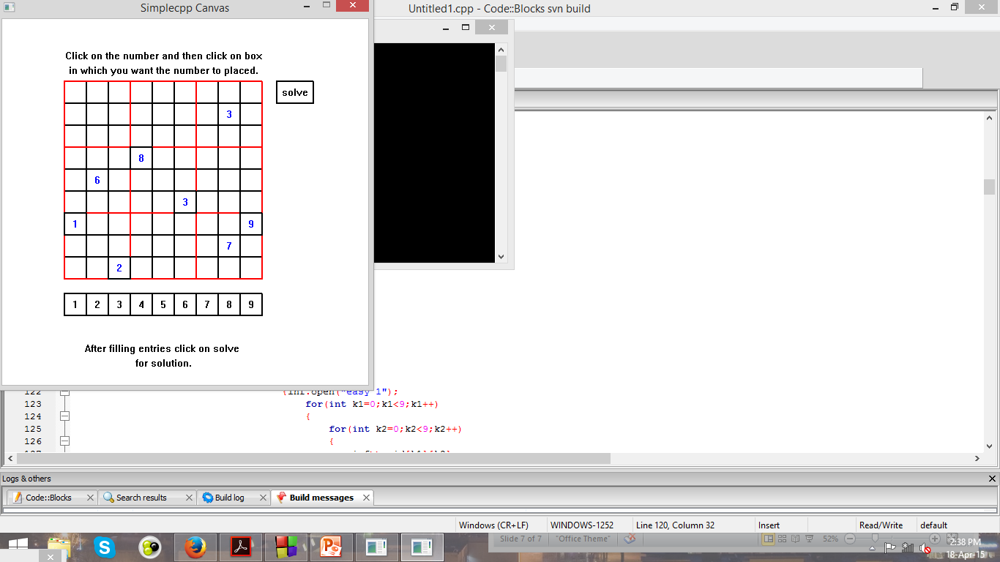 Simplecpp Canvas
Untitled1.cpp - Code::Blocks svn build
Click on the number and then click on box
in which you want the number to placed.
solve
3
8
6
3
1 9
7
2
1 2 3 4 5 6 7 8 9
After filling entries click on solve
for solution.
122 {inf.open("easy 1");
123 for(int k1=0;k1<9;k1++)
124 {
125 for(int k2=0;k2<9;k2++)
126 {
Logs & others
Code::Blocks Search results Build log Build messages
Windows (CR+LF) WINDOWS-1252 Line 120, Column 32 Insert Read/Write default
Slide 7 of 7 "Office Theme" 52%
2:38 PM
18-Apr-15